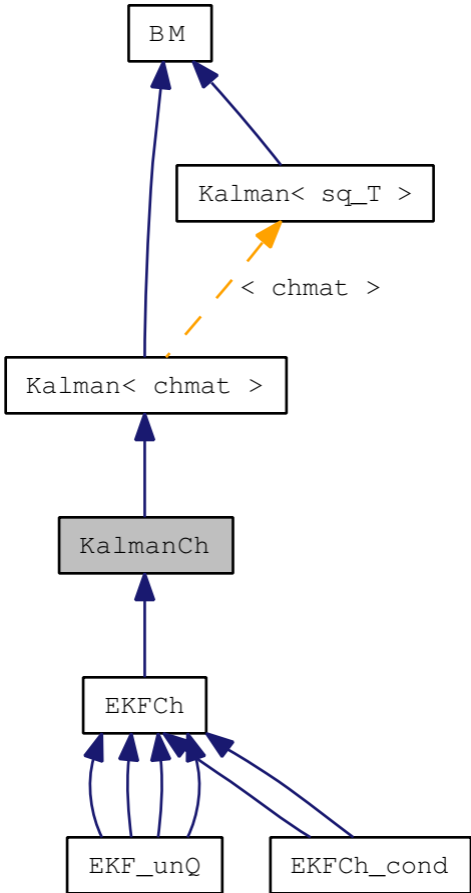 BM
Kalman< sq_T >
< chmat >
Kalman< chmat >
KalmanCh
EKFCh
EKF_unQ
EKFCh_cond